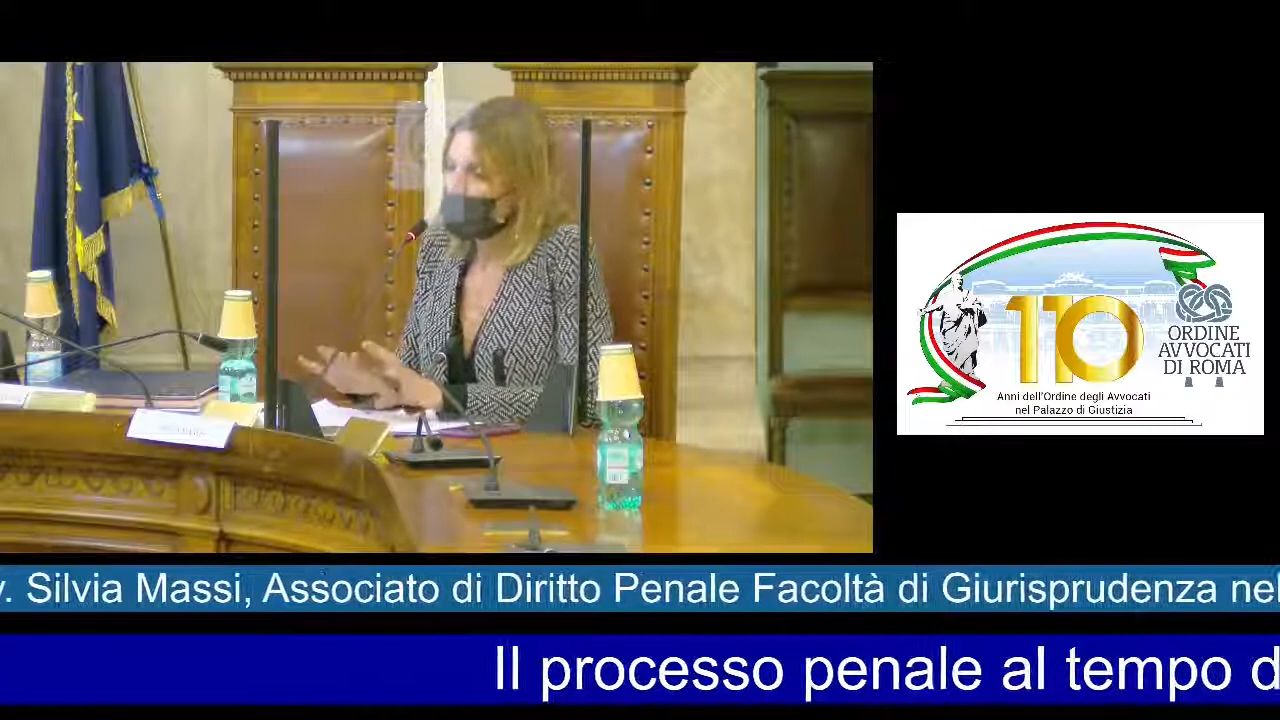 110
ORDINE
AVVOCATI
DI ROMA
Anni dell'Ordine degli Avvocati
nel Palazzo di Giustizia
. Silvia Massi, Associato di Diritto Penale Facoltà di Giurisprudenza nel
Il processo penale al tempo d